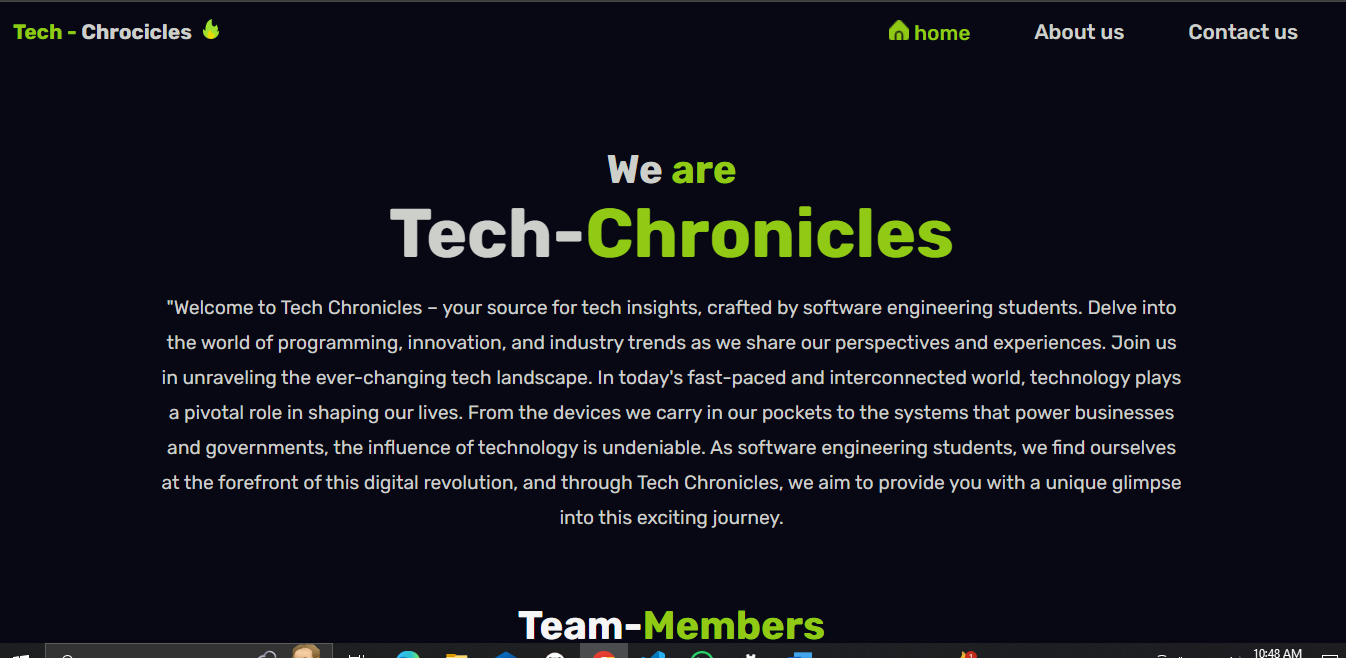 Tech - Chrocicles
home
About us
Contact us
We are
Tech-Chronicles
"Welcome to Tech Chronicles – your source for tech insights, crafted by software engineering students. Delve into
the world of programming, innovation, and industry trends as we share our perspectives and experiences. Join us
in unraveling the ever-changing tech landscape. In today's fast-paced and interconnected world, technology plays
a pivotal role in shaping our lives. From the devices we carry in our pockets to the systems that power businesses
and governments, the influence of technology is undeniable. As software engineering students, we find ourselves
at the forefront of this digital revolution, and through Tech Chronicles, we aim to provide you with a unique glimpse
into this exciting journey.
Team-Members
1
10:48 AM